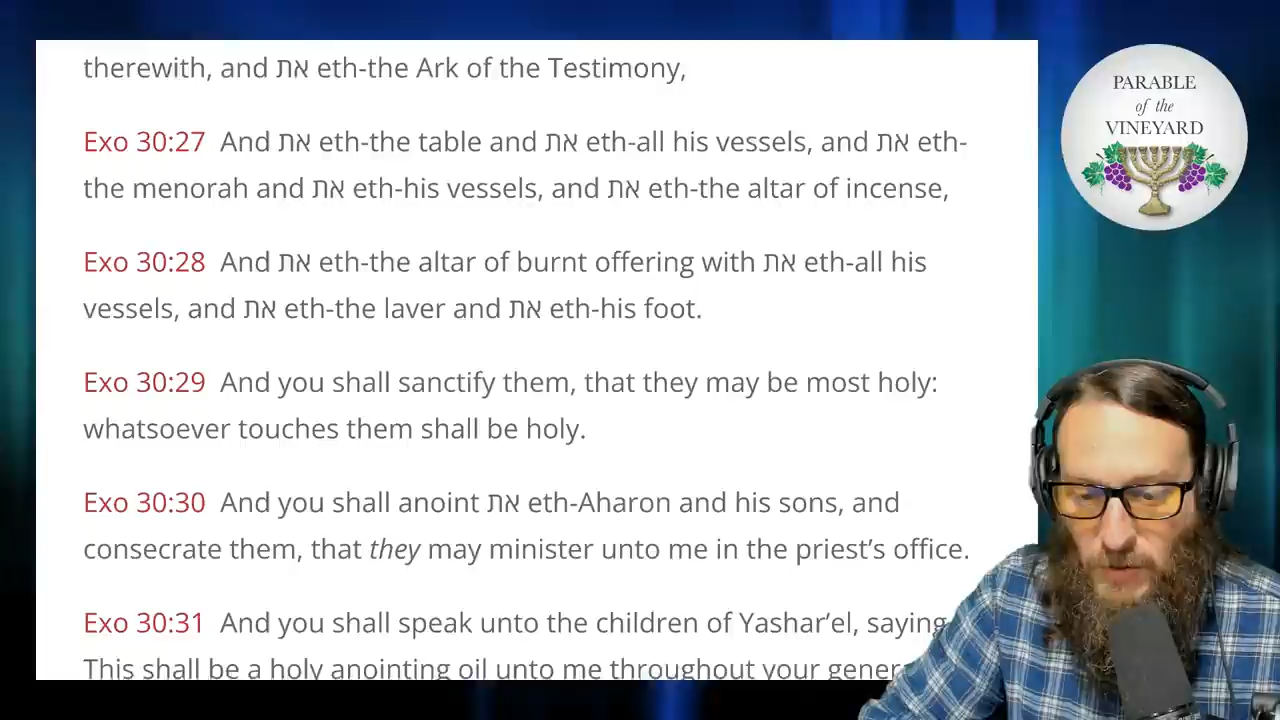 therewith, and את eth-the Ark of the Testimony,
Exo 30:27 And את eth-the table and את eth-all his vessels, and את eth-
the menorah and את eth-his vessels, and את eth-the altar of incense,
Exo 30:28 And את eth-the altar of burnt offering with את eth-all his
vessels, and את eth-the laver and את eth-his foot.
Exo 30:29 And you shall sanctify them, that they may be most holy:
whatsoever touches them shall be holy.
Exo 30:30 And you shall anoint את eth-Aharon and his sons, and
consecrate them, that they may minister unto me in the priest’s office.
Exo 30:31 And you shall speak unto the children of Yashar’el, saying
This shall be a holy anointing oil unto me throughout your
PARABLE
of the
VINEYARD